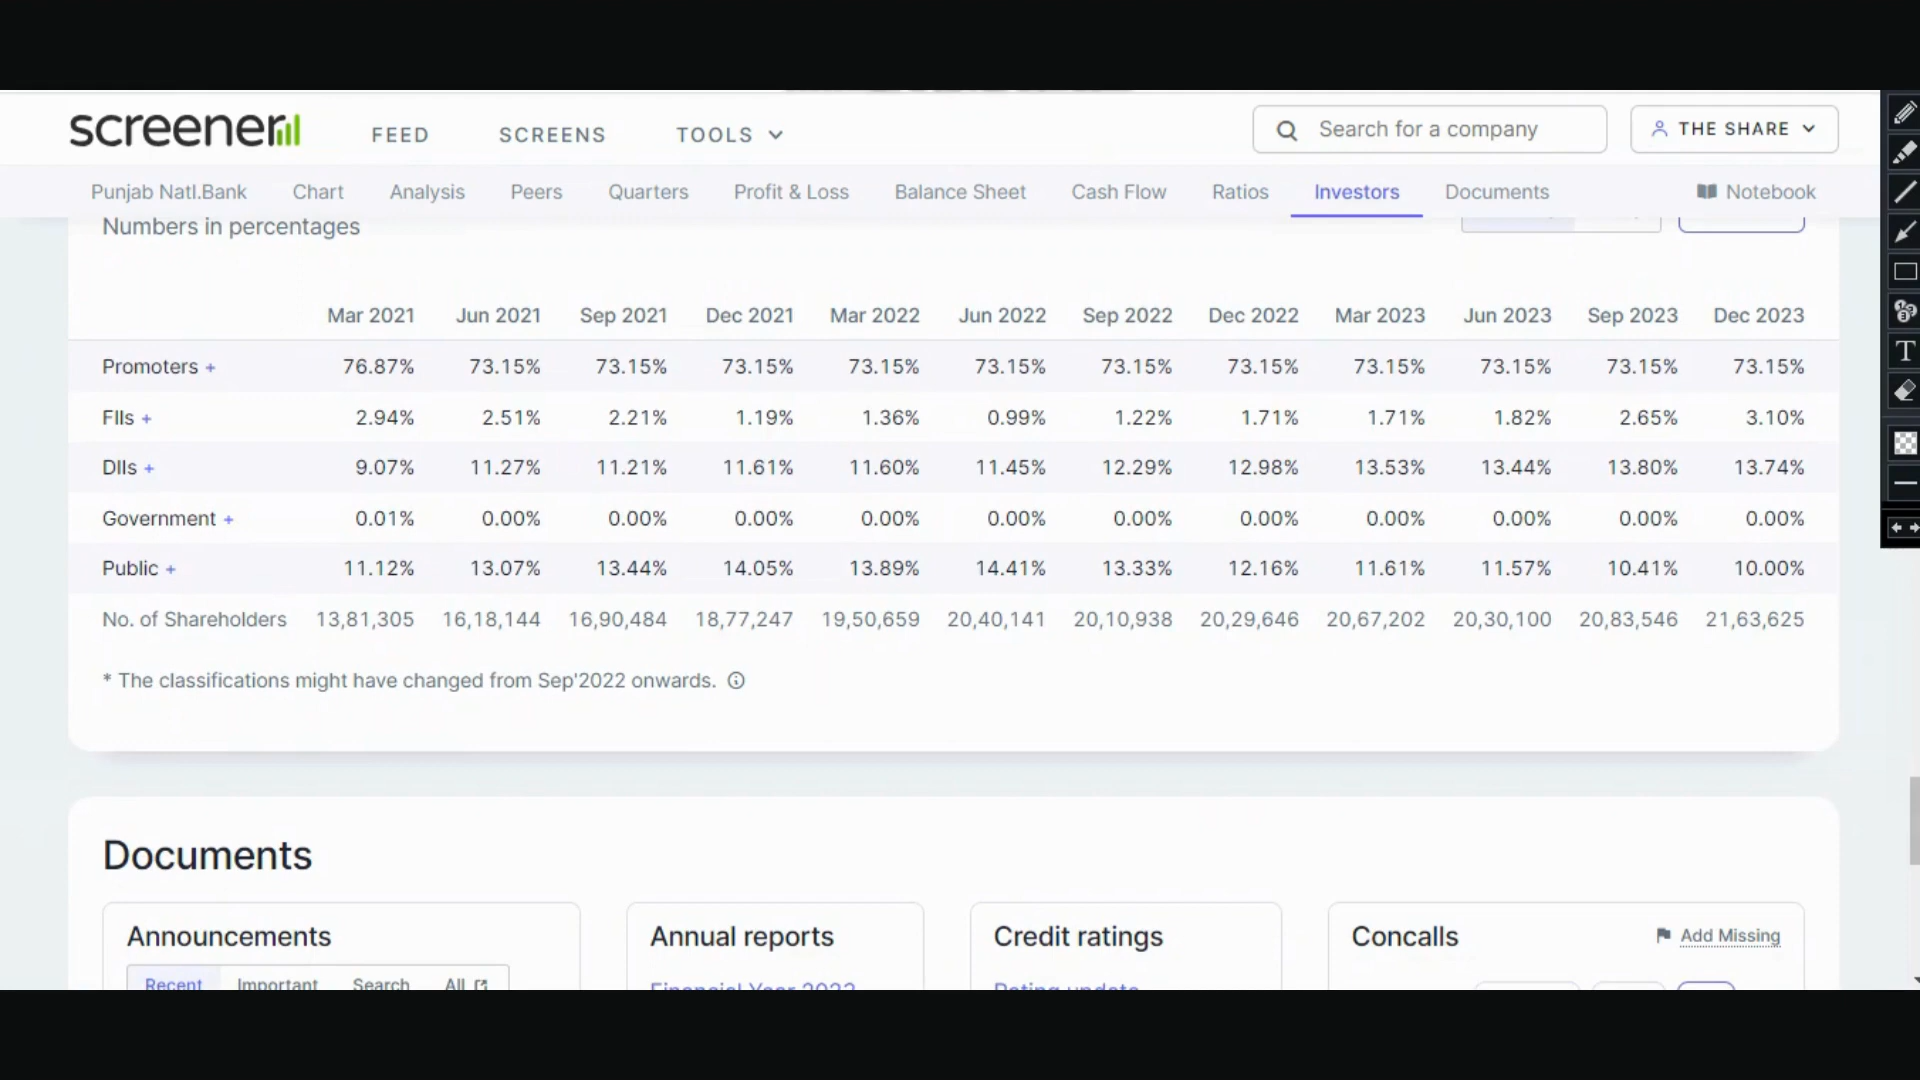 screener FEED SCREENS TOOLS Search for a company THE SHARE
Punjab Natl.Bank Chart Analysis Peers Quarters Profit & Loss Balance Sheet Cash Flow Ratios Investors Documents Notebook
Numbers in percentages
Mar 2021 Jun 2021 Sep 2021 Dec 2021 Mar 2022 Jun 2022 Sep 2022 Dec 2022 Mar 2023 Jun 2023 Sep 2023 Dec 2023
Promoters + 76.87% 73.15% 73.15% 73.15% 73.15% 73.15% 73.15% 73.15% 73.15% 73.15% 73.15% 73.15%
FIIs + 2.94% 2.51% 2.21% 1.19% 1.36% 0.99% 1.22% 1.71% 1.71% 1.82% 2.65% 3.10%
DIIs + 9.07% 11.27% 11.21% 11.61% 11.60% 11.45% 12.29% 12.98% 13.53% 13.44% 13.80% 13.74%
Government + 0.01% 0.00% 0.00% 0.00% 0.00% 0.00% 0.00% 0.00% 0.00% 0.00% 0.00% 0.00%
Public + 11.12% 13.07% 13.44% 14.05% 13.89% 14.41% 13.33% 12.16% 11.61% 11.57% 10.41% 10.00%
No. of Shareholders 13,81,305 16,18,144 16,90,484 18,77,247 19,50,659 20,40,141 20,10,938 20,29,646 20,67,202 20,30,100 20,83,546 21,63,625
* The classifications might have changed from Sep'2022 onwards.
Documents
Announcements Annual reports Credit ratings Concalls Add Missing
Recent Important Search All Financial Year 2023 Rating update